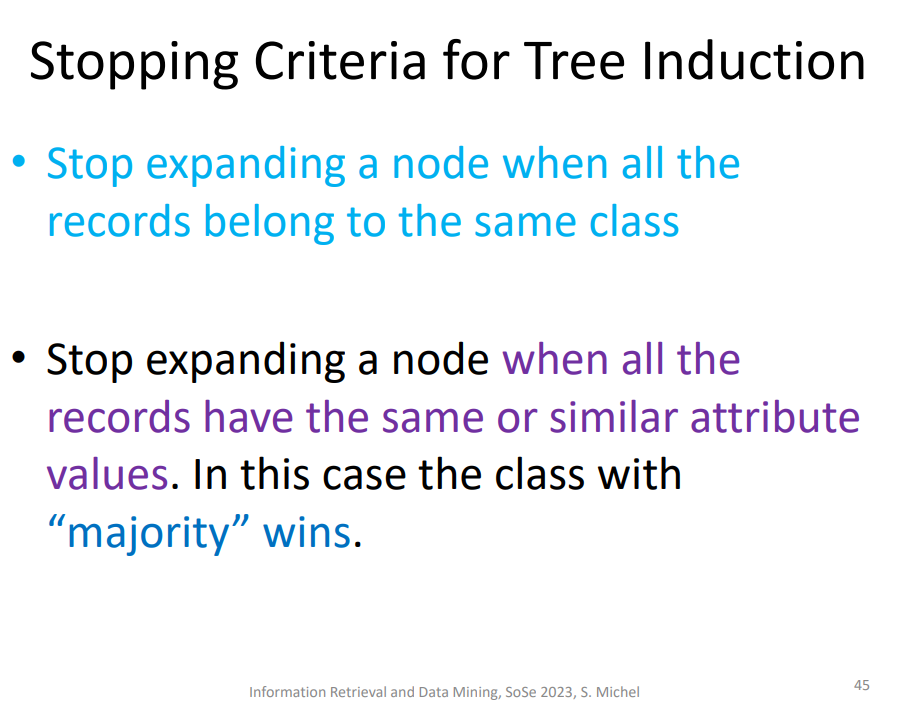 Stopping Criteria for Tree Induction
• Stop expanding a node when all the
records belong to the same class
• Stop expanding a node when all the
records have the same or similar attribute
values. In this case the class with
“majority” wins.
Information Retrieval and Data Mining, SoSe 2023, S. Michel
45